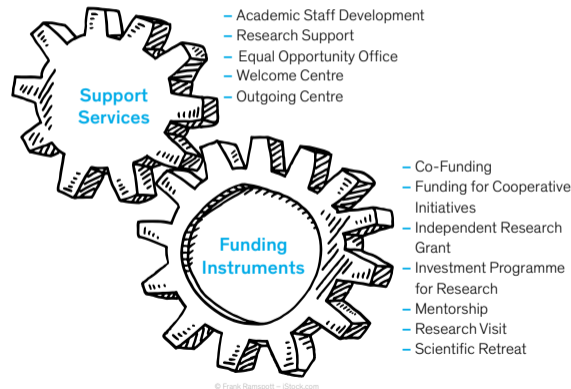 – Academic Staff Development
– Research Support
– Equal Opportunity Office
– Welcome Centre
– Outgoing Centre
Support
Services
– Co-Funding
– Funding for Cooperative
Initiatives
– Independent Research
Grant
– Investment Programme
for Research
– Mentorship
– Research Visit
– Scientific Retreat
Funding
Instruments
© Frank Ramspott – iStock.com